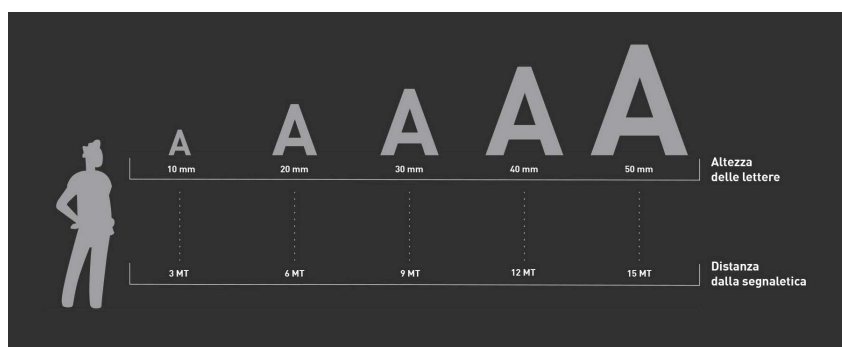 A A A A A
10 mm 20 mm 30 mm 40 mm 50 mm
Altezza
delle lettere
3 MT 6 MT 9 MT 12 MT 15 MT
Distanza
dalla segnaletica